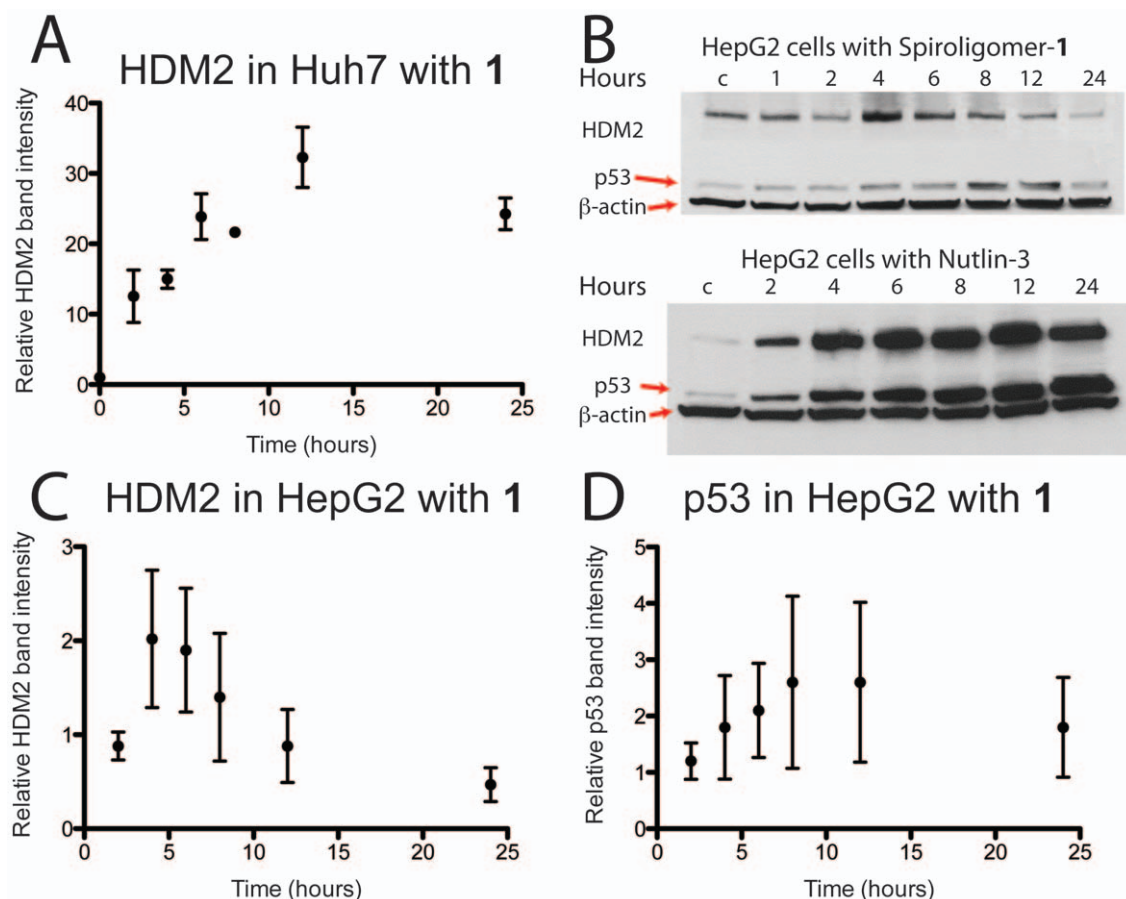 A
HDM2 in Huh7 with 1
Relative HDM2 band intensity
40
30
20
10
0
0 5 10 15 20 25
Time (hours)
B
HepG2 cells with Spiroligomer-1
Hours c 1 2 4 6 8 12 24
HDM2
p53
β-actin
HepG2 cells with Nutlin-3
Hours c 2 4 6 8 12 24
HDM2
p53
β-actin
C
HDM2 in HepG2 with 1
Relative HDM2 band intensity
3
2
1
0
0 5 10 15 20 25
Time (hours)
D
p53 in HepG2 with 1
Relative p53 band intensity
5
4
3
2
1
0
0 5 10 15 20 25
Time (hours)